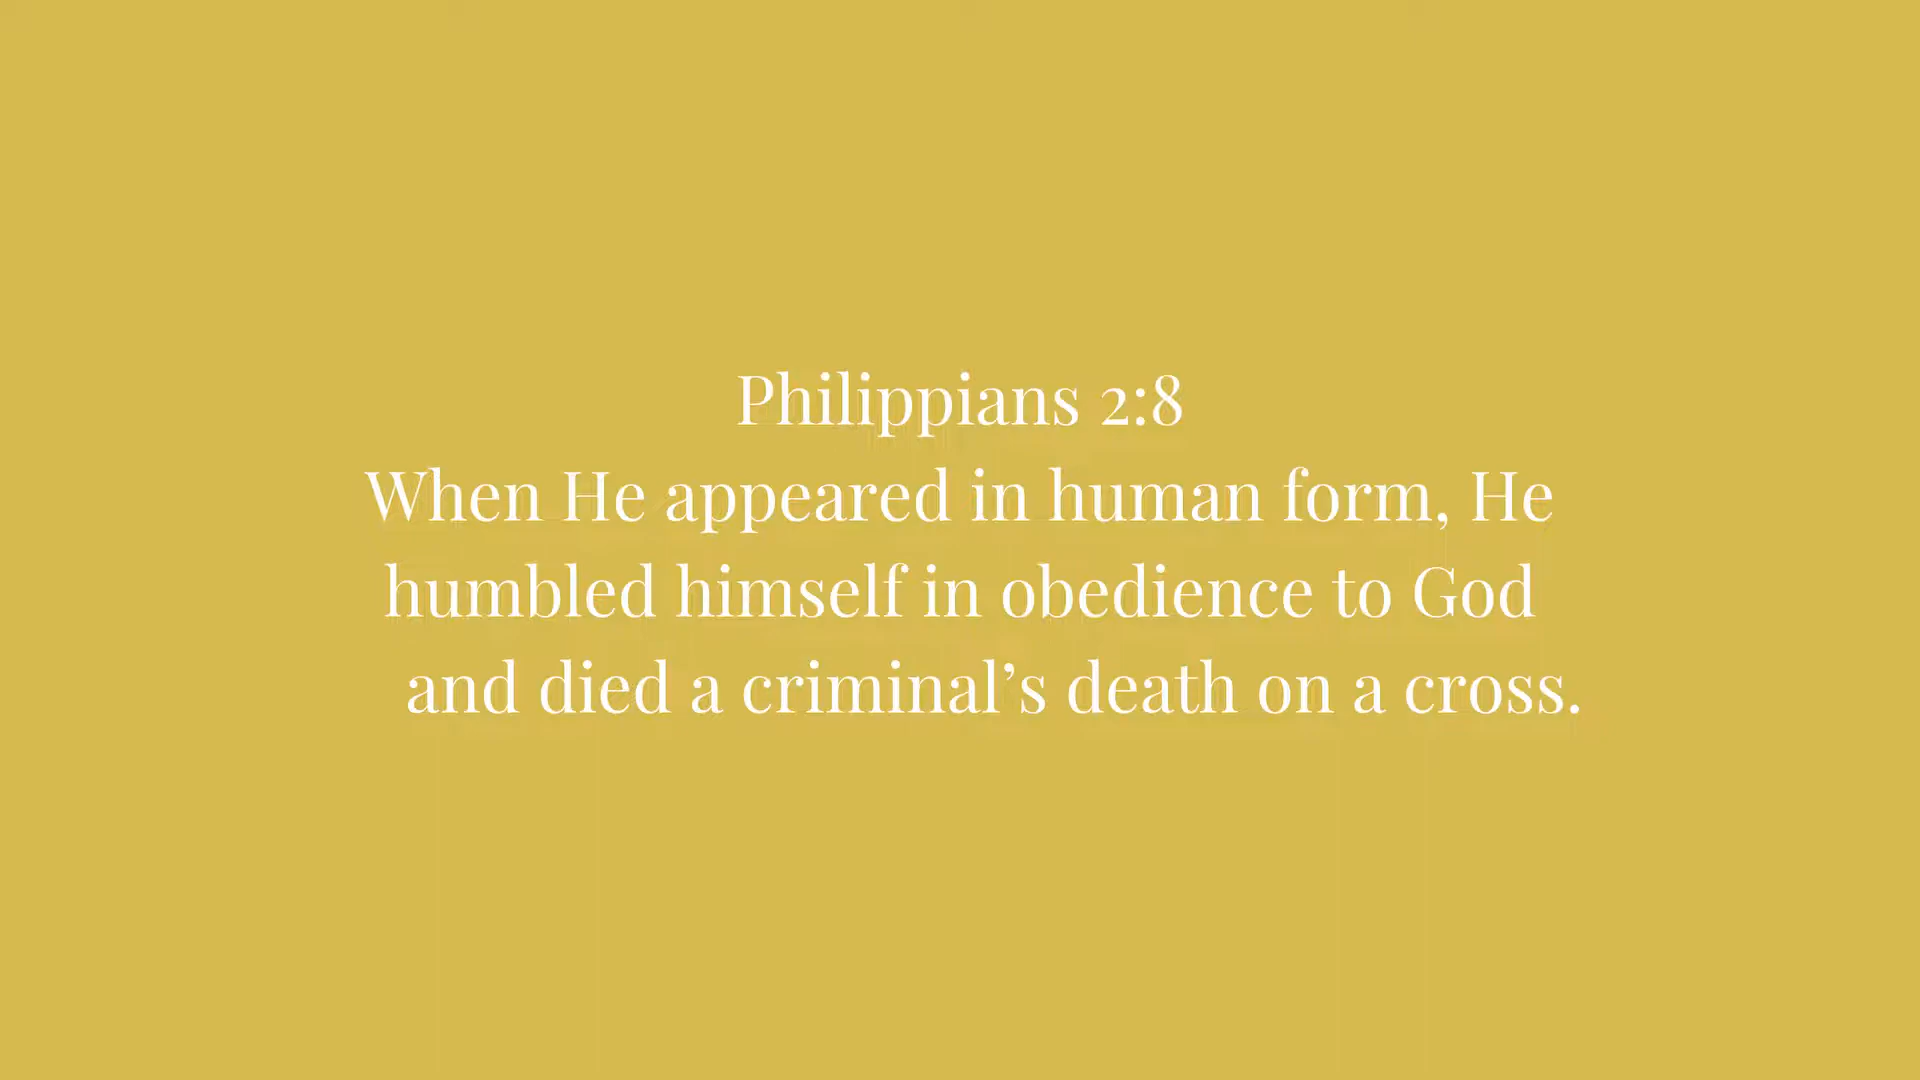 Philippians 2:8
When He appeared in human form, He
humbled himself in obedience to God
and died a criminal’s death on a cross.